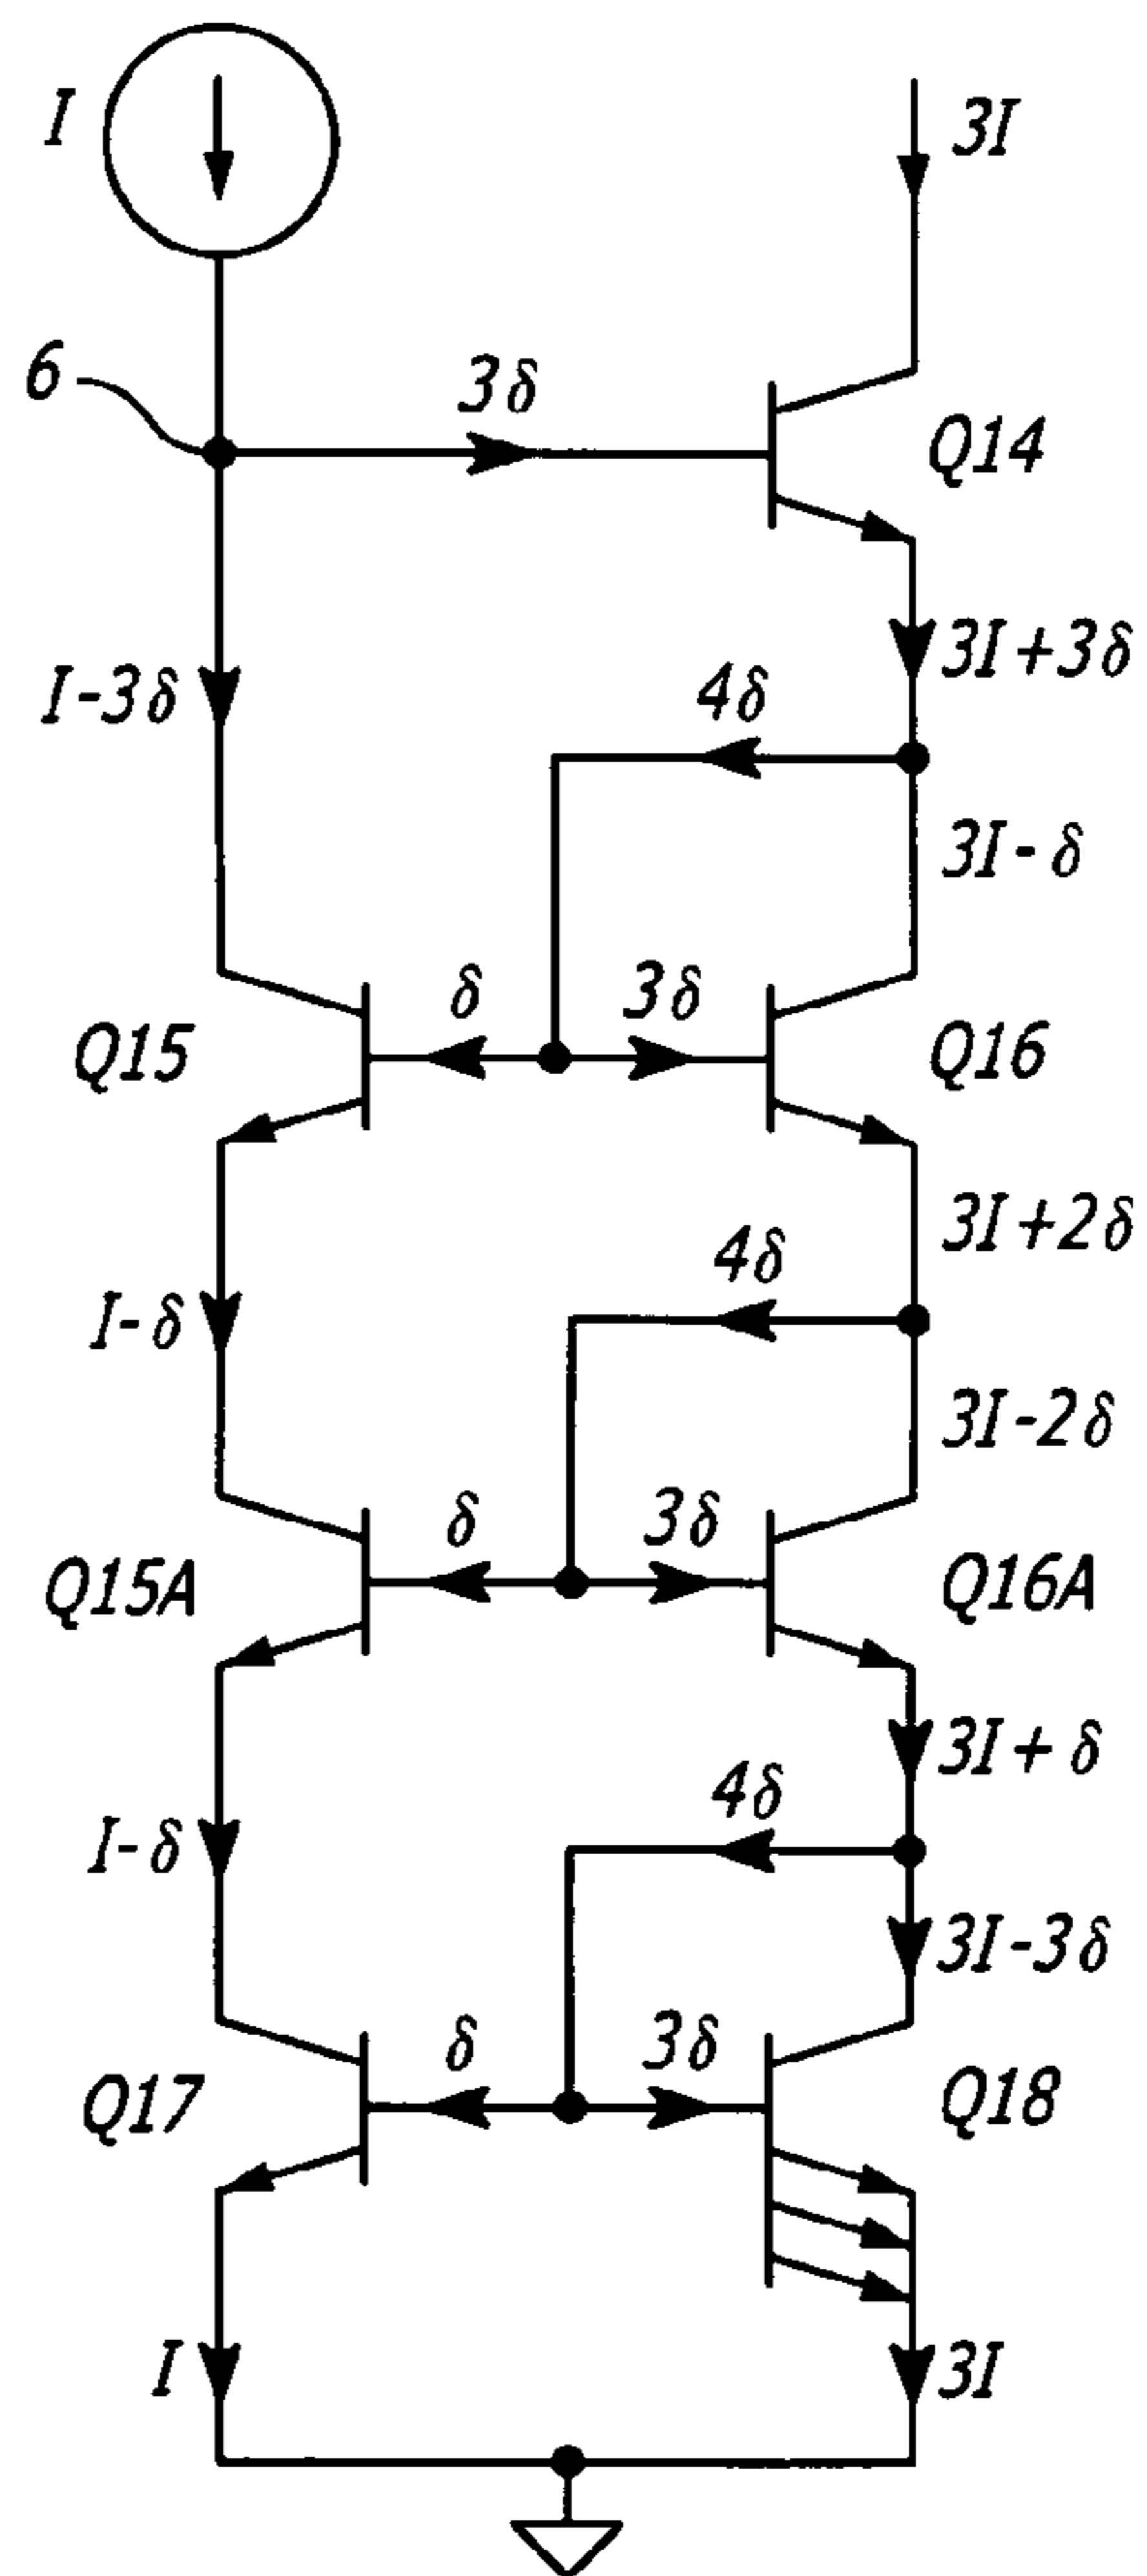 I
3I
6
3δ
Q14
I-3δ
3I+3δ
4δ
3I-δ
Q15
δ
3δ
Q16
3I+2δ
4δ
I-δ
3I-2δ
Q15A
δ
3δ
Q16A
3I+δ
4δ
I-δ
3I-3δ
Q17
δ
3δ
Q18
I
3I